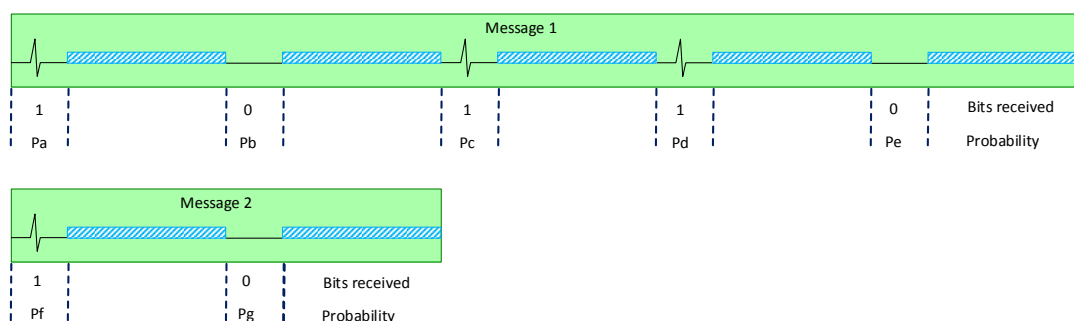 Message 1
1 0 1 1 0 Bits received
Pa Pb Pc Pd Pe Probability
Message 2
1 0 Bits received
Pf Pg Probability